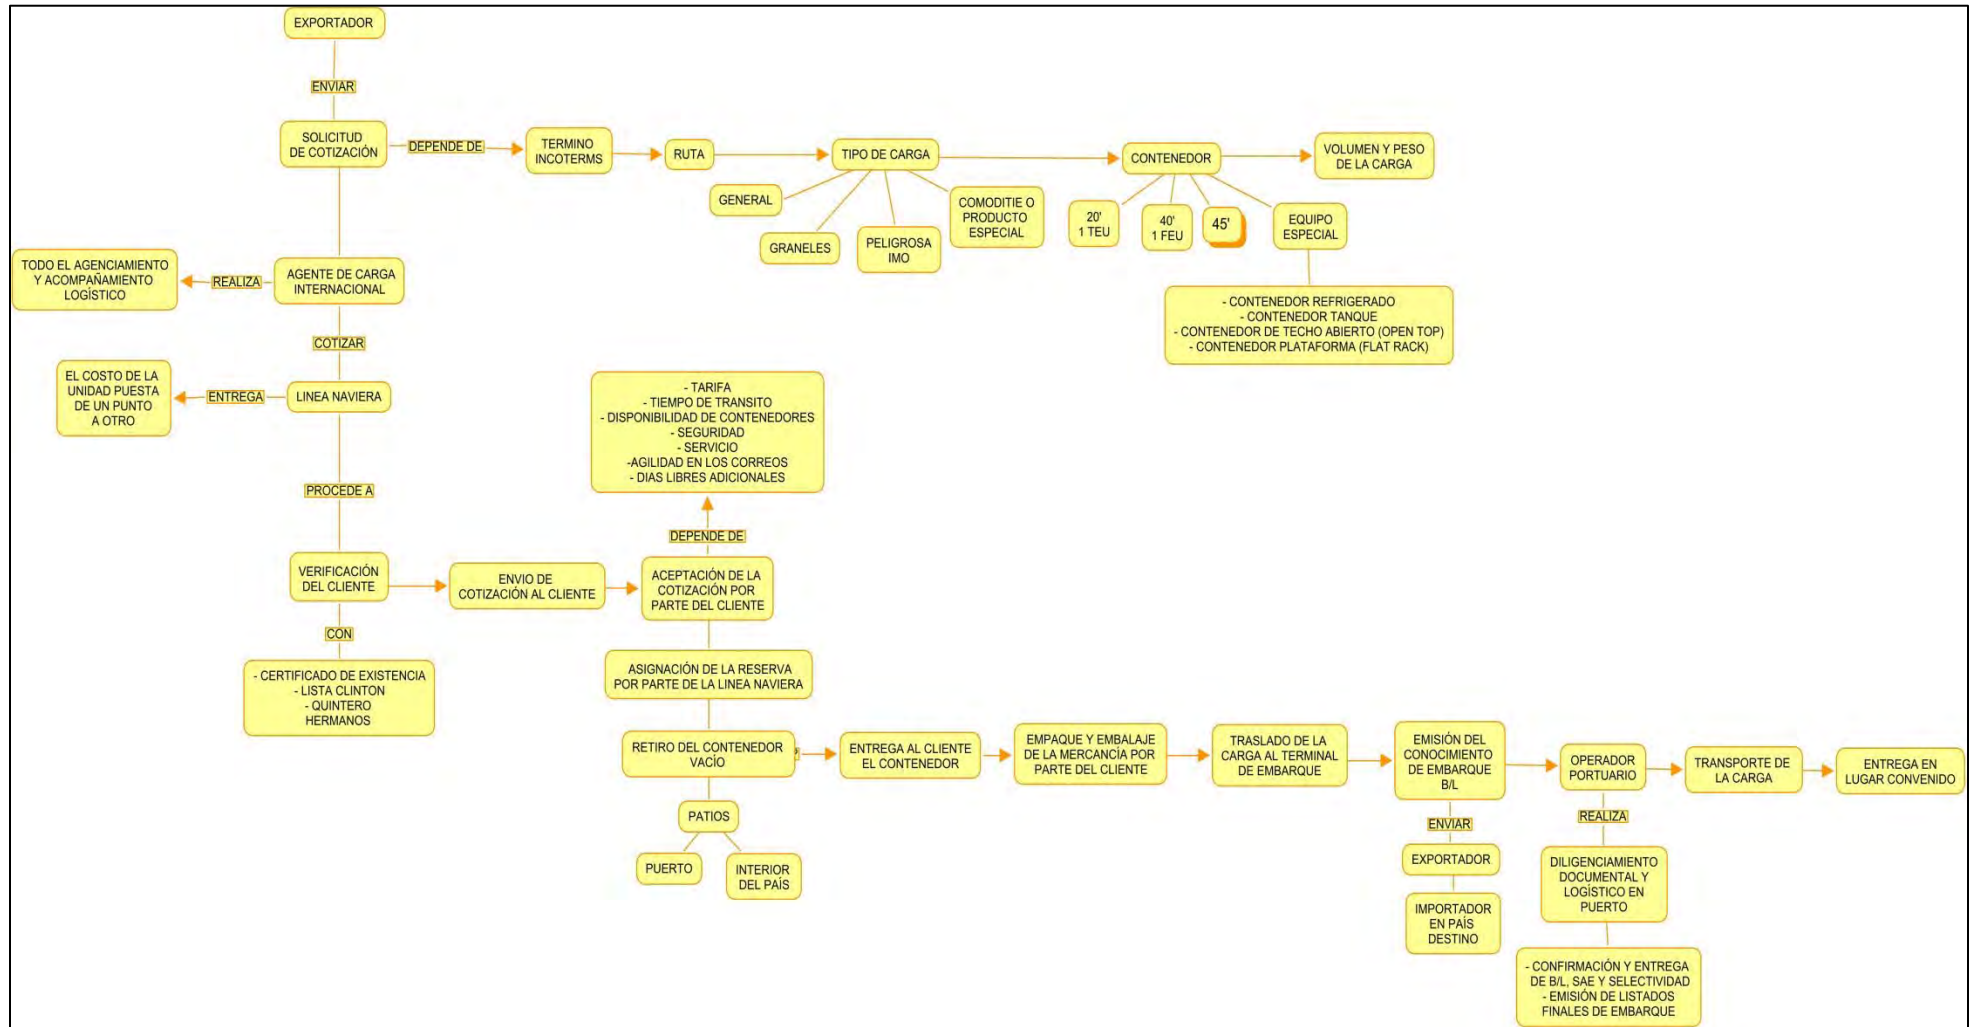 EXPORTADOR
ENVIAR
SOLICITUD
DE COTIZACIÓN
DEPENDE DE
TERMINO
INCOTERMS
RUTA
TIPO DE CARGA
CONTENEDOR
VOLUMEN Y PESO
DE LA CARGA
GENERAL
GRANELES
PELIGROSA
IMO
COMODITIE O
PRODUCTO
ESPECIAL
20'
1 TEU
40'
1 FEU
45'
EQUIPO
ESPECIAL
- CONTENEDOR REFRIGERADO
- CONTENEDOR TANQUE
- CONTENEDOR DE TECHO ABIERTO (OPEN TOP)
- CONTENEDOR PLATAFORMA (FLAT RACK)
TODO EL AGENCIAMIENTO
Y ACOMPAÑAMIENTO
LOGÍSTICO
REALIZA
AGENTE DE CARGA
INTERNACIONAL
COTIZAR
EL COSTO DE LA
UNIDAD PUESTA
DE UN PUNTO
A OTRO
ENTREGA
LINEA NAVIERA
PROCEDE A
- TARIFA
- TIEMPO DE TRANSITO
- DISPONIBILIDAD DE CONTENEDORES
- SEGURIDAD
- SERVICIO
-AGILIDAD EN LOS CORREOS
- DIAS LIBRES ADICIONALES
DEPENDE DE
VERIFICACIÓN
DEL CLIENTE
ENVIO DE
COTIZACIÓN AL CLIENTE
ACEPTACIÓN DE LA
COTIZACIÓN POR
PARTE DEL CLIENTE
CON
- CERTIFICADO DE EXISTENCIA
- LISTA CLINTON
- QUINTERO
HERMANOS
ASIGNACIÓN DE LA RESERVA
POR PARTE DE LA LINEA NAVIERA
RETIRO DEL CONTENEDOR
VACÌO
ENTREGA AL CLIENTE
EL CONTENEDOR
EMPAQUE Y EMBALAJE
DE LA MERCANCÍA POR
PARTE DEL CLIENTE
TRASLADO DE LA
CARGA AL TERMINAL
DE EMBARQUE
EMISIÓN DEL
CONOCIMIENTO
DE EMBARQUE
B/L
OPERADOR
PORTUARIO
TRANSPORTE DE
LA CARGA
ENTREGA EN
LUGAR CONVENIDO
PATIOS
PUERTO
INTERIOR
DEL PAÍS
ENVIAR
EXPORTADOR
IMPORTADOR
EN PAÍS
DESTINO
REALIZA
DILIGENCIAMIENTO
DOCUMENTAL Y
LOGÍSTICO EN
PUERTO
- CONFIRMACIÓN Y ENTREGA
DE B/L, SAE Y SELECTIVIDAD
- EMISIÓN DE LISTADOS
FINALES DE EMBARQUE